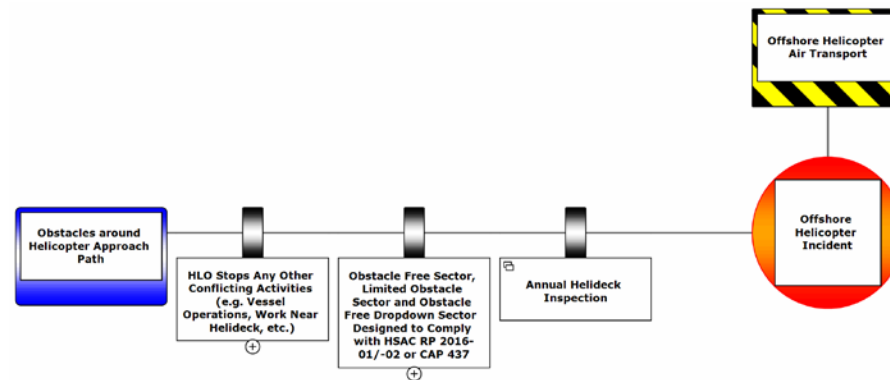 Offshore Helicopter
Air Transport
Obstacles around
Helicopter Approach
Path
HLO Stops Any Other
Conflicting Activities
(e.g. Vessel
Operations, Work Near
Helideck, etc.)
Obstacle Free Sector,
Limited Obstacle
Sector and Obstacle
Free Dropdown Sector
Designed to Comply
with HSAC RP 2016-
01/-02 or CAP 437
Annual Helideck
Inspection
Offshore
Helicopter
Incident